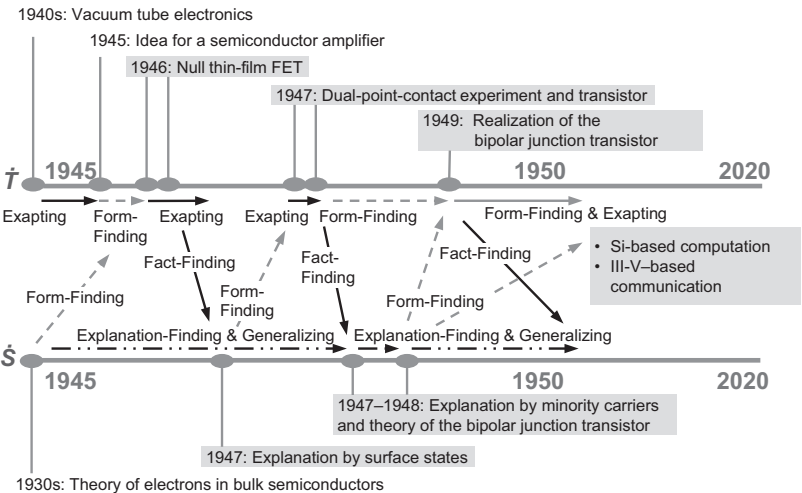 1940s: Vacuum tube electronics
1945: Idea for a semiconductor amplifier
1946: Null thin-film FET
1947: Dual-point-contact experiment and transistor
1949: Realization of the
bipolar junction transistor
1945
1950
2020
Ṫ
Exapting
Form-
Finding
Exapting
Exapting
Form-Finding
Form-Finding & Exapting
Fact-Finding
Fact-
Finding
Fact-Finding
• Si-based computation
• III-V–based
communication
Form-Finding
Form-
Finding
Form-Finding
Explanation-Finding & Generalizing
Explanation-Finding & Generalizing
Ṡ
1945
1950
2020
1947–1948: Explanation by minority carriers
and theory of the bipolar junction transistor
1947: Explanation by surface states
1930s: Theory of electrons in bulk semiconductors